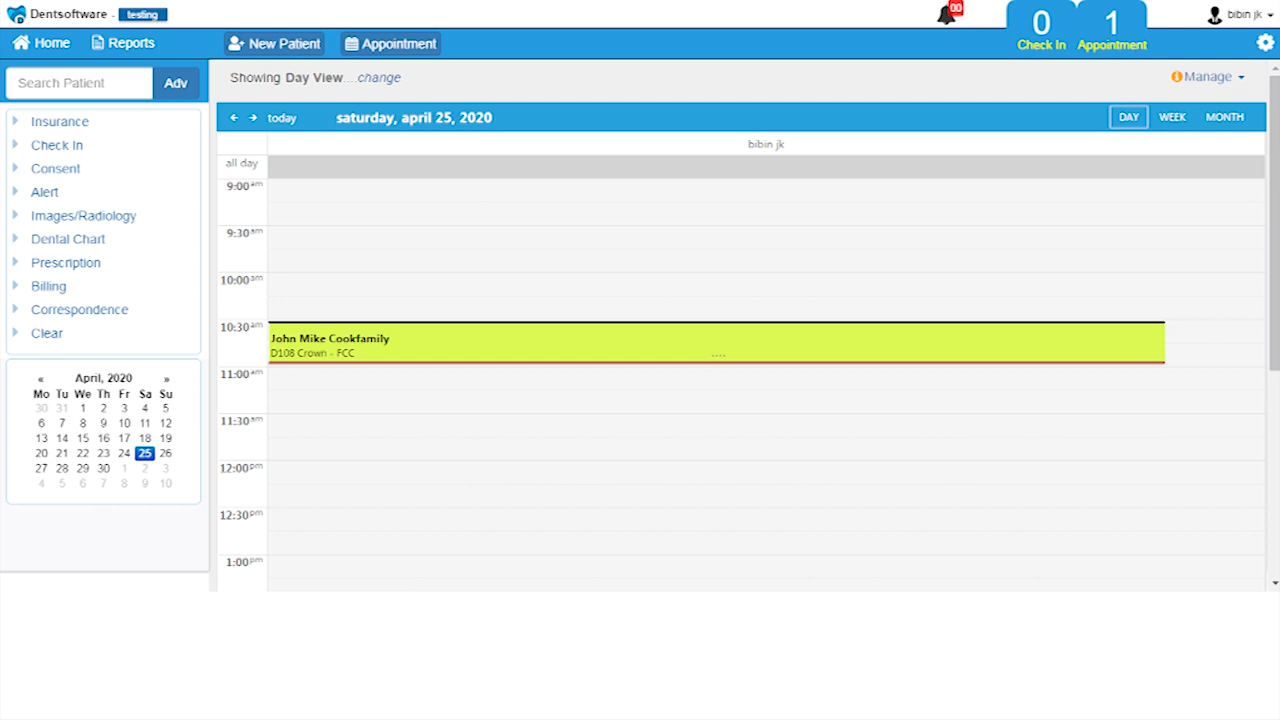 Dentsoftware - testing
00
0 Check In
1 Appointment
bibin jk
Home Reports New Patient Appointment
Search Patient Adv
Showing Day View....change
Manage
today saturday, april 25, 2020 DAY WEEK MONTH
bibin jk
all day
Insurance
Check In
Consent
Alert
Images/Radiology
Dental Chart
Prescription
Billing
Correspondence
Clear
« April, 2020 »
Mo Tu We Th Fr Sa Su
30 31 1 2 3 4 5
6 7 8 9 10 11 12
13 14 15 16 17 18 19
20 21 22 23 24 25 26
27 28 29 30 1 2 3
4 5 6 7 8 9 10
9:00am
9:30am
10:00am
10:30am
John Mike Cookfamily
D108 Crown - FCC ....
11:00am
11:30am
12:00pm
12:30pm
1:00pm